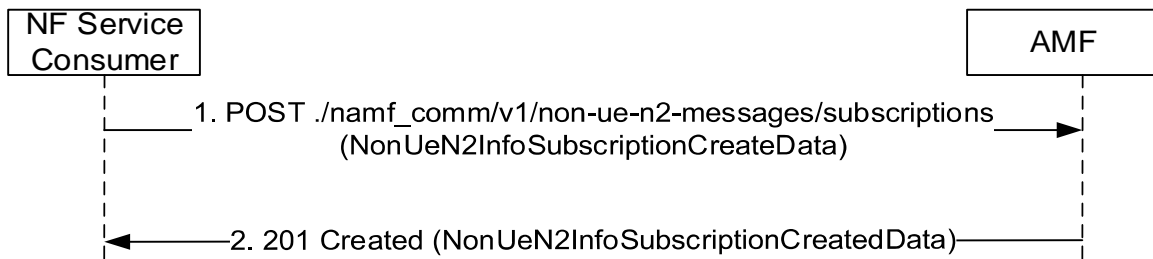 NF Service
Consumer
AMF
1. POST ./namf_comm/v1/non-ue-n2-messages/subscriptions
(NonUeN2InfoSubscriptionCreateData)
2. 201 Created (NonUeN2InfoSubscriptionCreatedData)